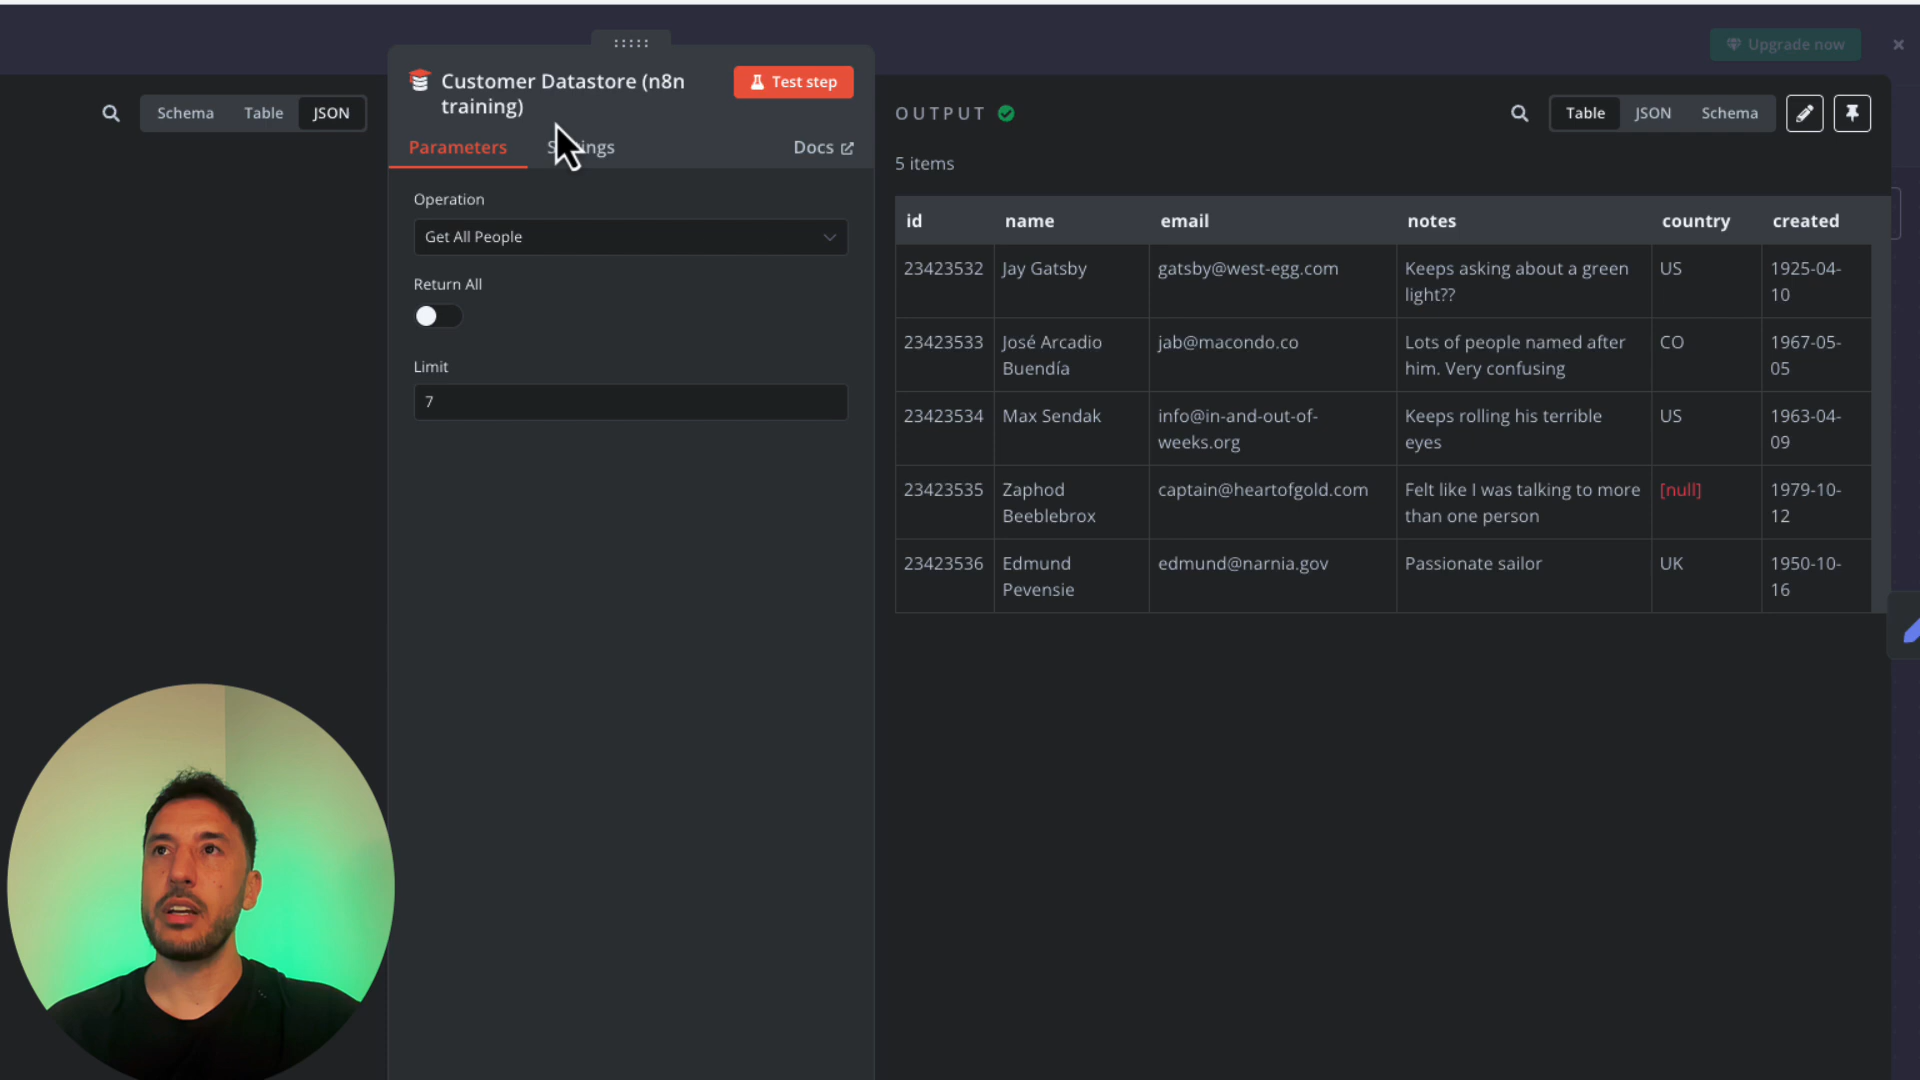 Upgrade now
Customer Datastore (n8n
training)
Test step
Schema
Table
JSON
Parameters
Docs
Operation
Get All People
Return All
Limit
7
OUTPUT
Table
JSON
Schema
5 items
id name email notes country created
23423532 Jay Gatsby gatsby@west-egg.com Keeps asking about a green US 1925-04-
light?? 10
23423533 José Arcadio jab@macondo.co Lots of people named after CO 1967-05-
Buendía him. Very confusing 05
23423534 Max Sendak info@in-and-out-of- Keeps rolling his terrible US 1963-04-
weeks.org eyes 09
23423535 Zaphod captain@heartofgold.com Felt like I was talking to more [null] 1979-10-
Beeblebrox than one person 12
23423536 Edmund edmund@narnia.gov Passionate sailor UK 1950-10-
Pevensie 16